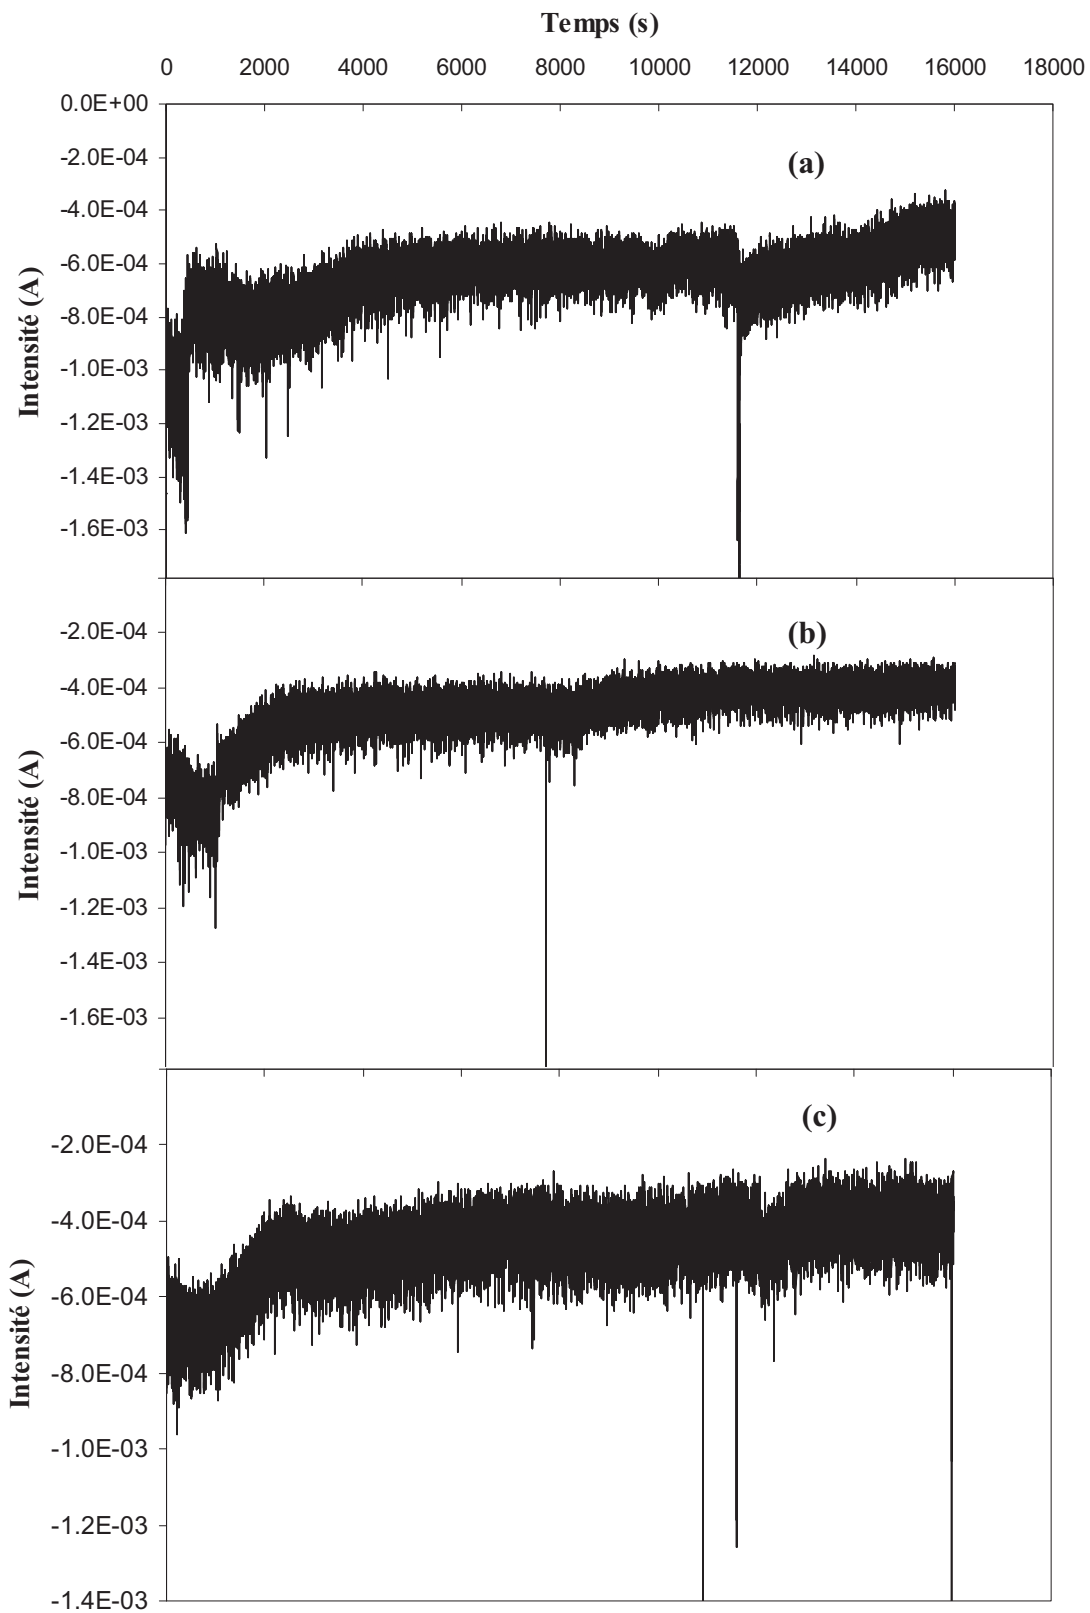 Temps (s)
0 2000 4000 6000 8000 10000 12000 14000 16000 18000
0.0E+00
-2.0E-04
(a)
-4.0E-04
-6.0E-04
-8.0E-04
-1.0E-03
-1.2E-03
-1.4E-03
-1.6E-03
Intensité (A)
-2.0E-04
(b)
-4.0E-04
-6.0E-04
-8.0E-04
-1.0E-03
-1.2E-03
-1.4E-03
-1.6E-03
Intensité (A)
(c)
-2.0E-04
-4.0E-04
-6.0E-04
-8.0E-04
-1.0E-03
-1.2E-03
-1.4E-03
Intensité (A)